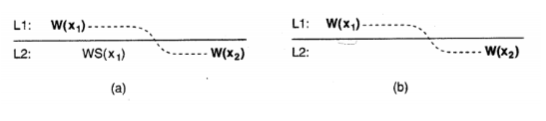 L1: W(x₁) L1: W(x₁)
L2: WS(x₁) W(x₂) L2: W(x₂)
(a) (b)